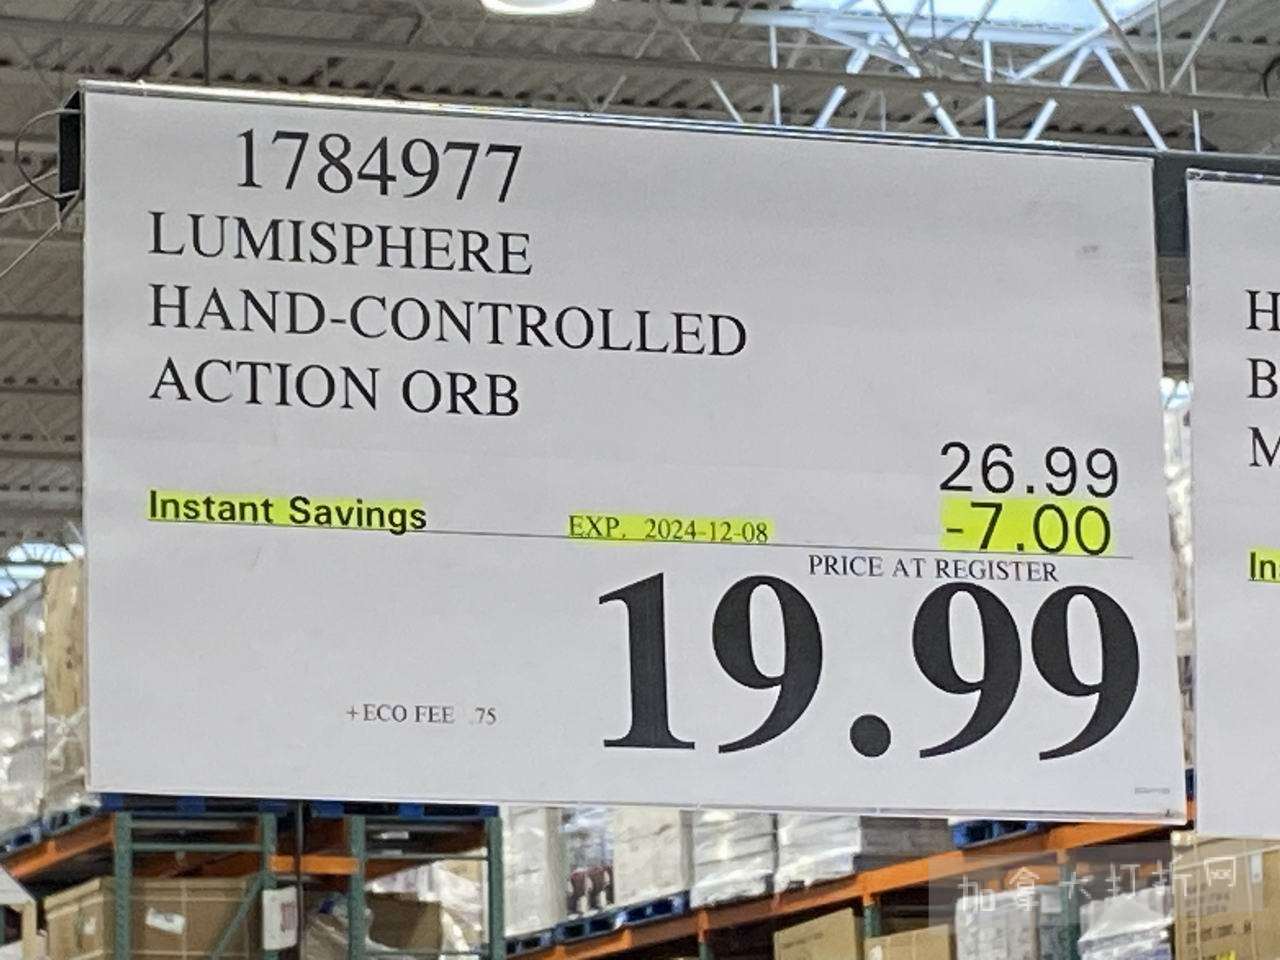 1784977
LUMISPHERE
HAND-CONTROLLED
ACTION ORB
26.99
Instant Savings EXP. 2024-12-08 -7.00
PRICE AT REGISTER
19.99
+ECO FEE .75
H
B
M
In
加拿大打折网